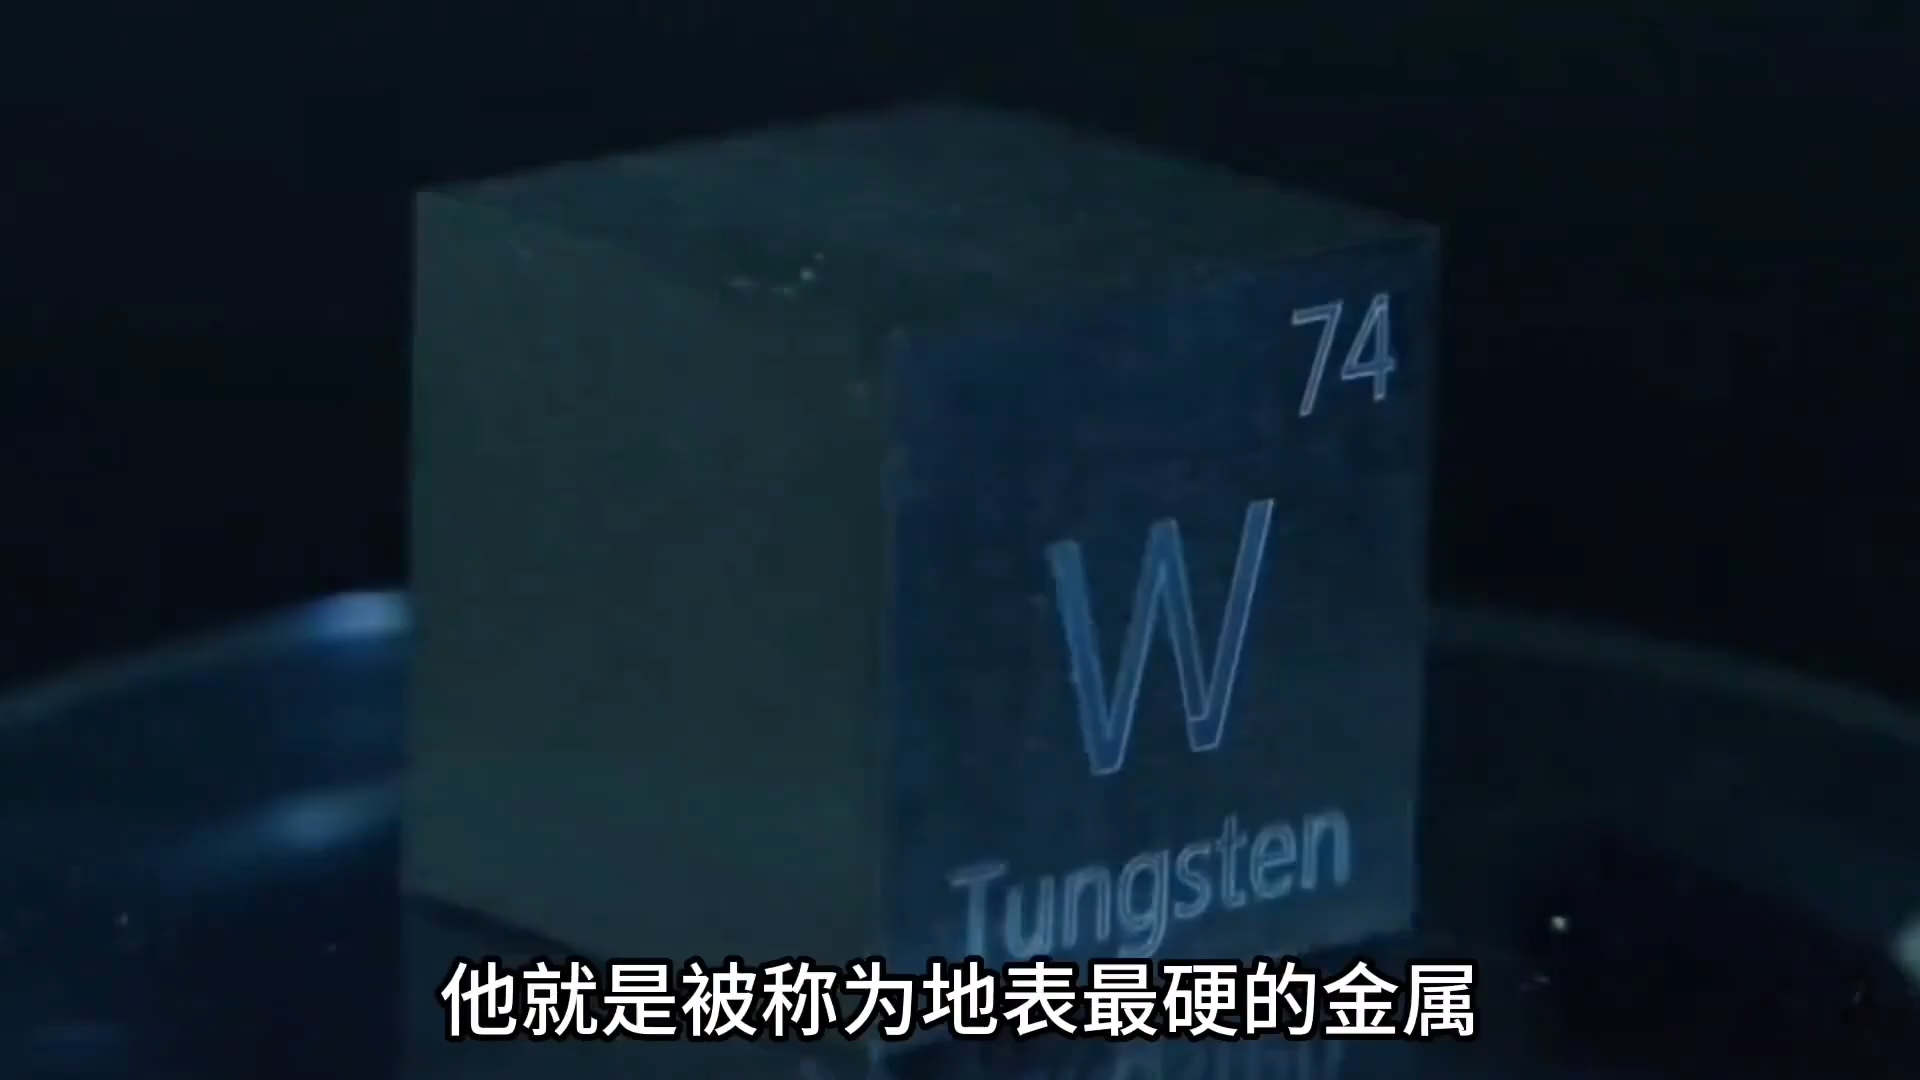 74
W
Tungsten
他就是被称为地表最硬的金属